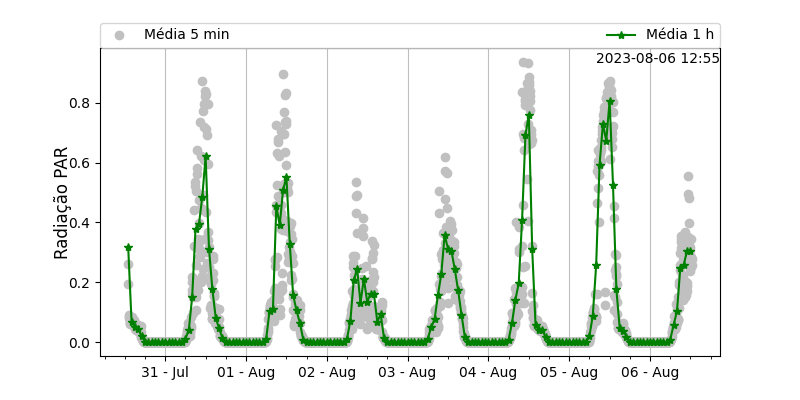 Média 5 min
Média 1 h
2023-08-06 12:55
Radiação PAR
0.8
0.6
0.4
0.2
0.0
31 - Jul
01 - Aug
02 - Aug
03 - Aug
04 - Aug
05 - Aug
06 - Aug